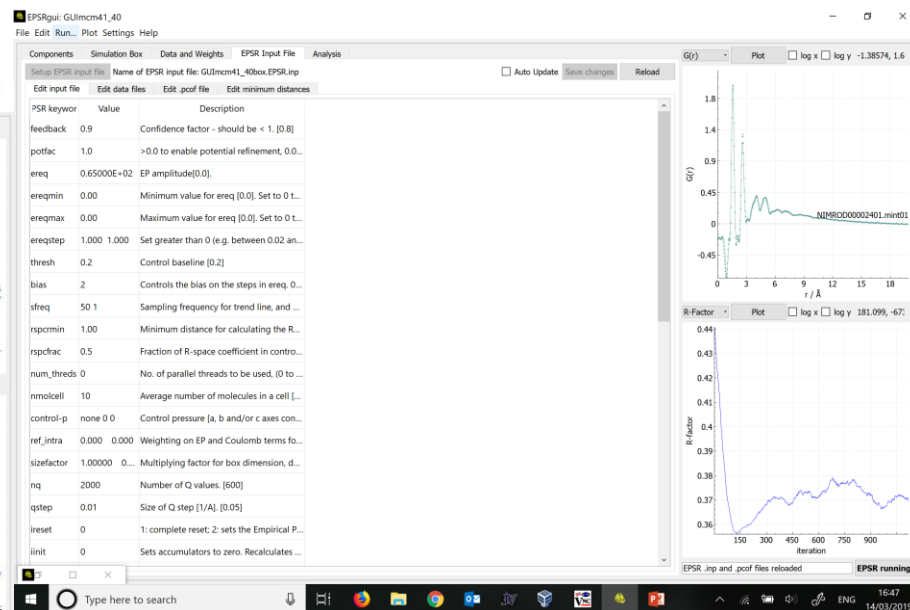 EPSRgui: GUImcm41_40
File Edit Run... Plot Settings Help
Components Simulation Box Data and Weights EPSR Input File Analysis
Setup EPSR input file Name of EPSR input file: GUImcm41_40box.EPSR.inp Auto Update Save changes Reload
Edit input file Edit data files Edit .pcof file Edit minimum distances
PSR keywor Value Description
feedback 0.9 Confidence factor - should be < 1. [0.8]
potfac 1.0 >0.0 to enable potential refinement, 0.0...
ereq 0.65000E+02 EP amplitude[0.0].
ereqmin 0.00 Minimum value for ereq [0.0]. Set to 0 t...
ereqmax 0.00 Maximum value for ereq [0.0]. Set to 0 t...
ereqstep 1.000 1.000 Set greater than 0 (e.g. between 0.02 an...
thresh 0.2 Control baseline [0.2]
bias 2 Controls the bias on the steps in ereq. 0...
sfreq 50 1 Sampling frequency for trend line, and ...
rspcmin 1.00 Minimum distance for calculating the R...
rspcfrac 0.5 Fraction of R-space coefficient in contro...
num_threds 0 No. of parallel threads to be used, (0 to ...
nmolcell 10 Average number of molecules in a cell [...
control-p none 0 0 Control pressure [a, b and/or c axes con...
ref_intra 0.000 0.000 Weighting on EP and Coulomb terms fo...
sizefactor 1.00000 0.... Multiplying factor for box dimension, d...
nq 2000 Number of Q values. [600]
qstep 0.01 Size of Q step [1/A]. [0.05]
ireset 0 1: complete reset; 2: sets the Empirical P...
iinit 0 Sets accumulators to zero. Recalculates ...
G(r) Plot log x log y -1.38574, 1.6
1.8
1.4
0.9
0.45
0
-0.45
G(r)
NIMROD00002401.mint01
0 3 6 9 12 15 18
r / Å
R-Factor Plot log x log y 181.099, -67:
0.44
0.43
0.42
0.41
0.4
0.39
0.38
0.37
0.36
R-factor
150 300 450 600 750 900
iteration
EPSR .inp and .pcof files reloaded EPSR running
Type here to search
ENG
16:47
14/03/2019